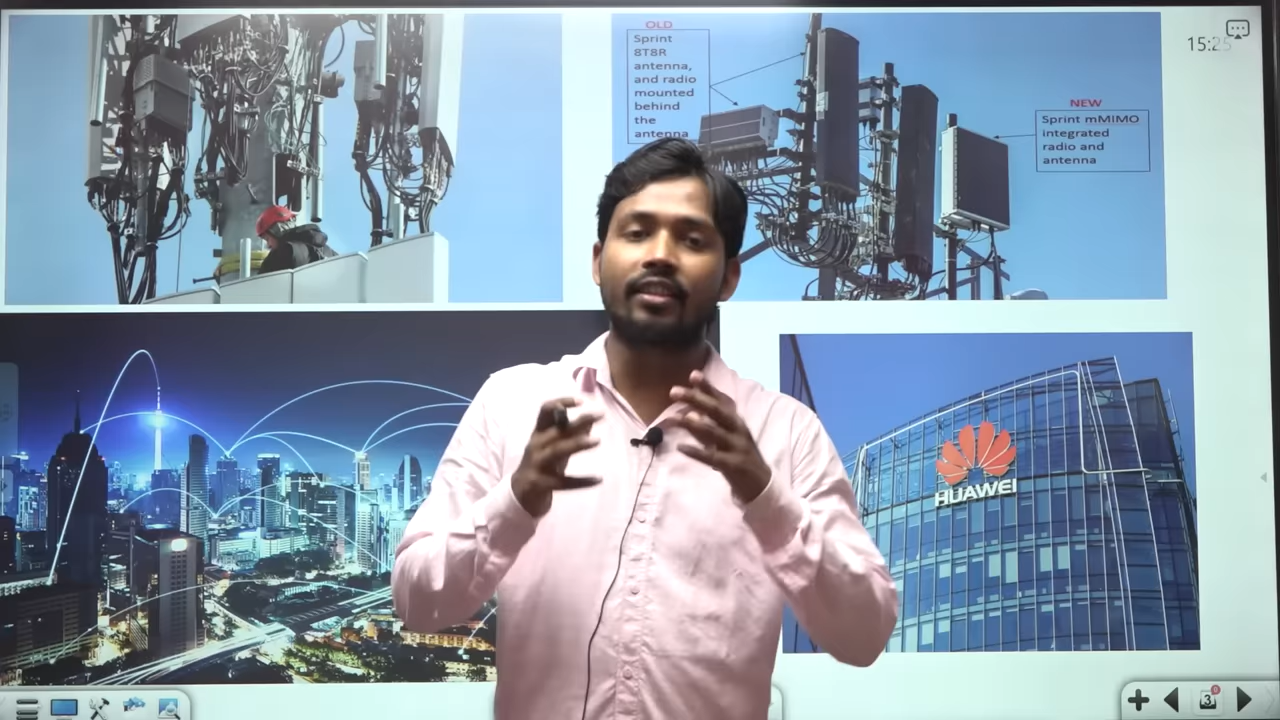 OLD
Sprint
8T8R
antenna,
and radio
mounted
behind
the
antenna
15:25
NEW
Sprint mMIMO
integrated
radio and
antenna
HUAWEI
3